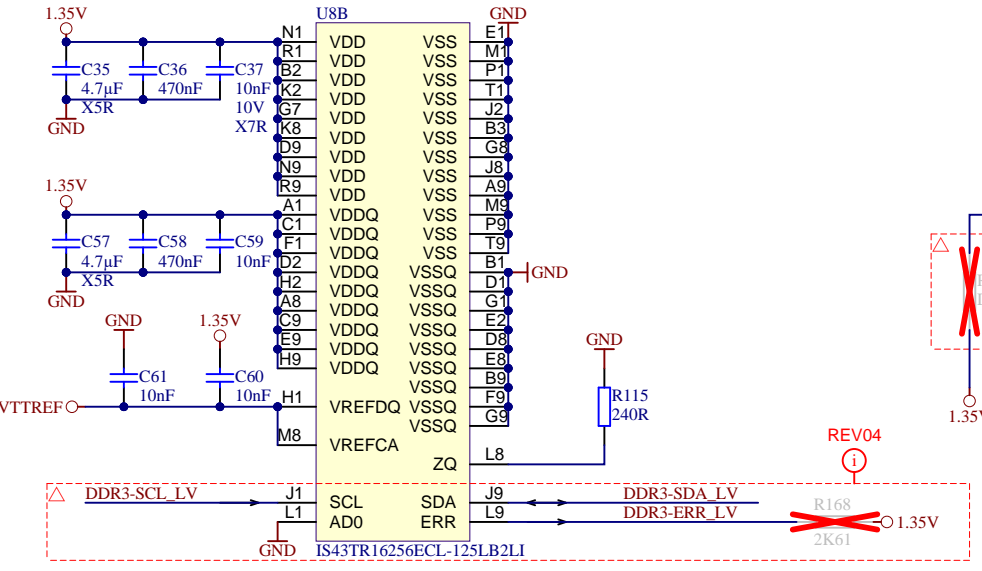 1.35V
C35
4.7µF
X5R
C36
470nF
C37
10nF
10V
X7R
GND
1.35V
C57
4.7µF
X5R
C58
470nF
C59
10nF
GND
GND
C61
10nF
1.35V
C60
10nF
VTTREF
U8B
N1 VDD
R1 VDD
B2 VDD
K2 VDD
G7 VDD
K8 VDD
D9 VDD
N9 VDD
R9 VDD
A1 VDDQ
C1 VDDQ
F1 VDDQ
D2 VDDQ
H2 VDDQ
A8 VDDQ
C9 VDDQ
E9 VDDQ
H9 VDDQ
H1 VREFDQ
M8 VREFCA
GND
VSS E1
VSS M1
VSS P1
VSS T1
VSS J2
VSS B3
VSS G8
VSS J8
VSS A9
VSS M9
VSS P9
VSS T9
VSSQ B1 GND
VSSQ D1
VSSQ G1
VSSQ E2
VSSQ D8
VSSQ E8
VSSQ B9
VSSQ F9
VSSQ G9
ZQ L8
GND
R115
240R
1.35V
REV04
i
DDR3-SCL_LV J1 SCL
L1 AD0
GND
SDA J9 DDR3-SDA_LV
ERR L9 DDR3-ERR_LV
R168
2K61
1.35V
IS43TR16256ECL-125LB2LI